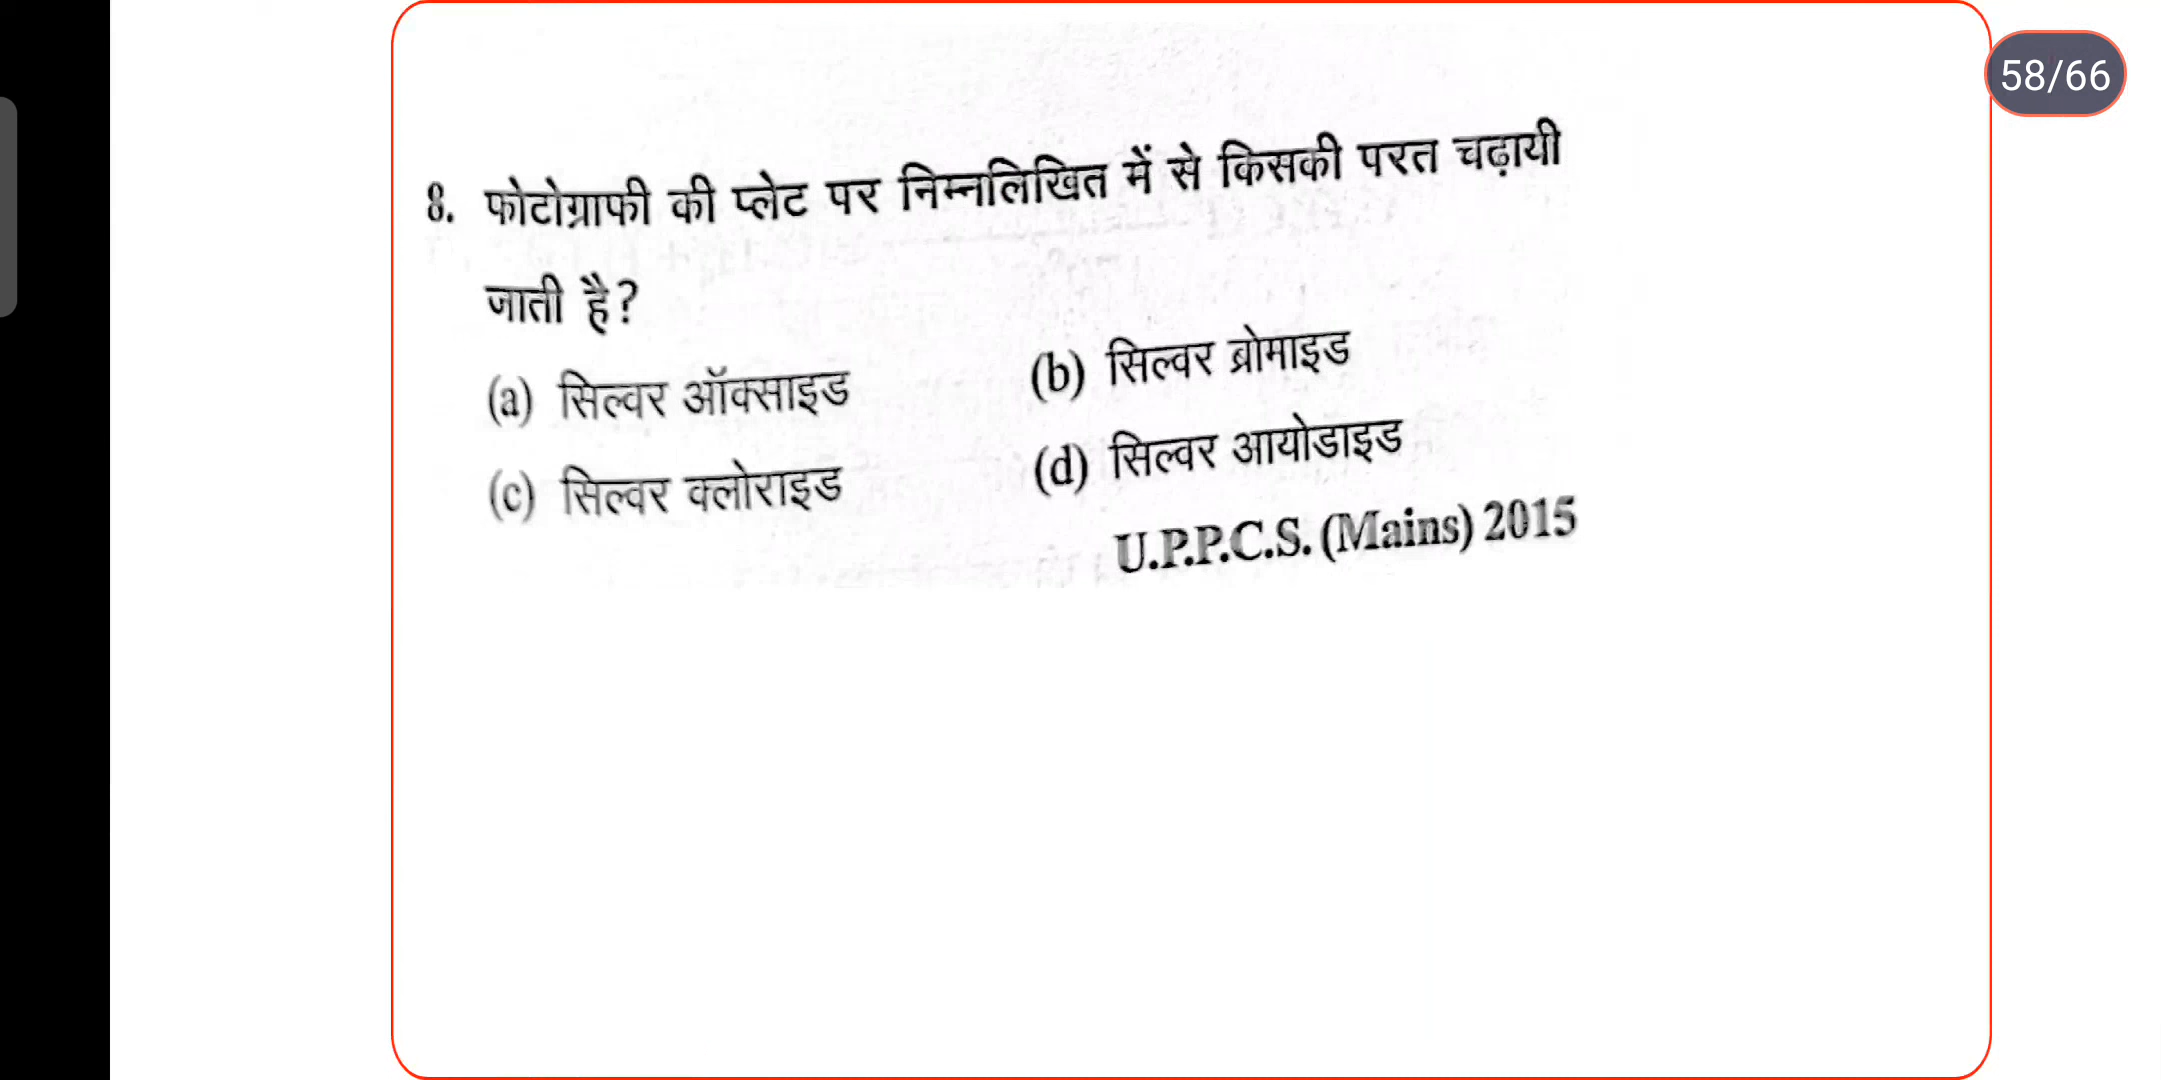 58/66
8. फोटोग्राफी की प्लेट पर निम्नलिखित में से किसकी परत चढ़ायी
जाती है?
(a) सिल्वर ऑक्साइड (b) सिल्वर ब्रोमाइड
(c) सिल्वर क्लोराइड (d) सिल्वर आयोडाइड
U.P.P.C.S. (Mains) 2015